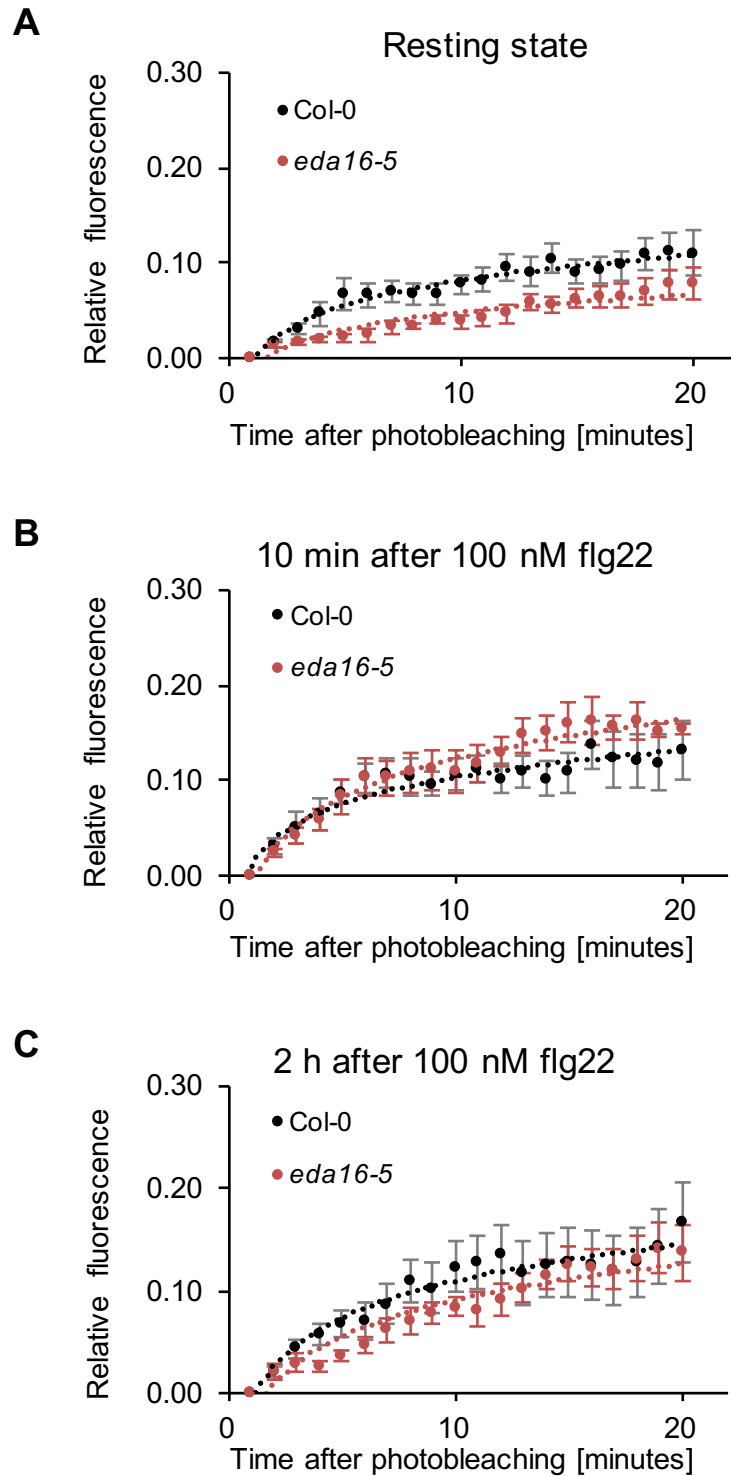 A
Resting state
0.30
Col-0
eda16-5
0.20
0.10
0.00
Relative fluorescence
10
20
Time after photobleaching [minutes]
B
10 min after 100 nM flg22
0.30
Col-0
eda16-5
0.20
0.10
0.00
Relative fluorescence
0
10
20
Time after photobleaching [minutes]
C
2 h after 100 nM flg22
0.30
Col-0
eda16-5
0.20
0.10
0.00
Relative fluorescence
0
10
20
Time after photobleaching [minutes]